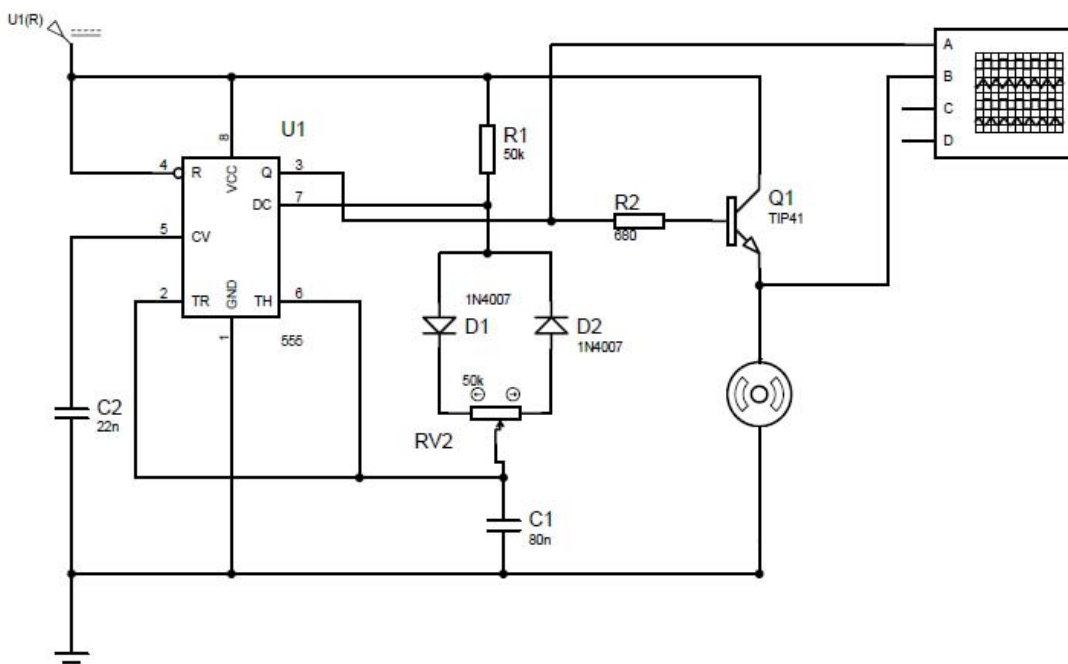 U1(R)
A
B
C
D
U1
R1
50k
8
4
R
VCC
Q
3
DC
7
5
CV
R2
680
Q1
TIP41
2
TR
GND
TH
6
1
555
1N4007
D1
D2
1N4007
50k
RV2
C2
22n
C1
80n